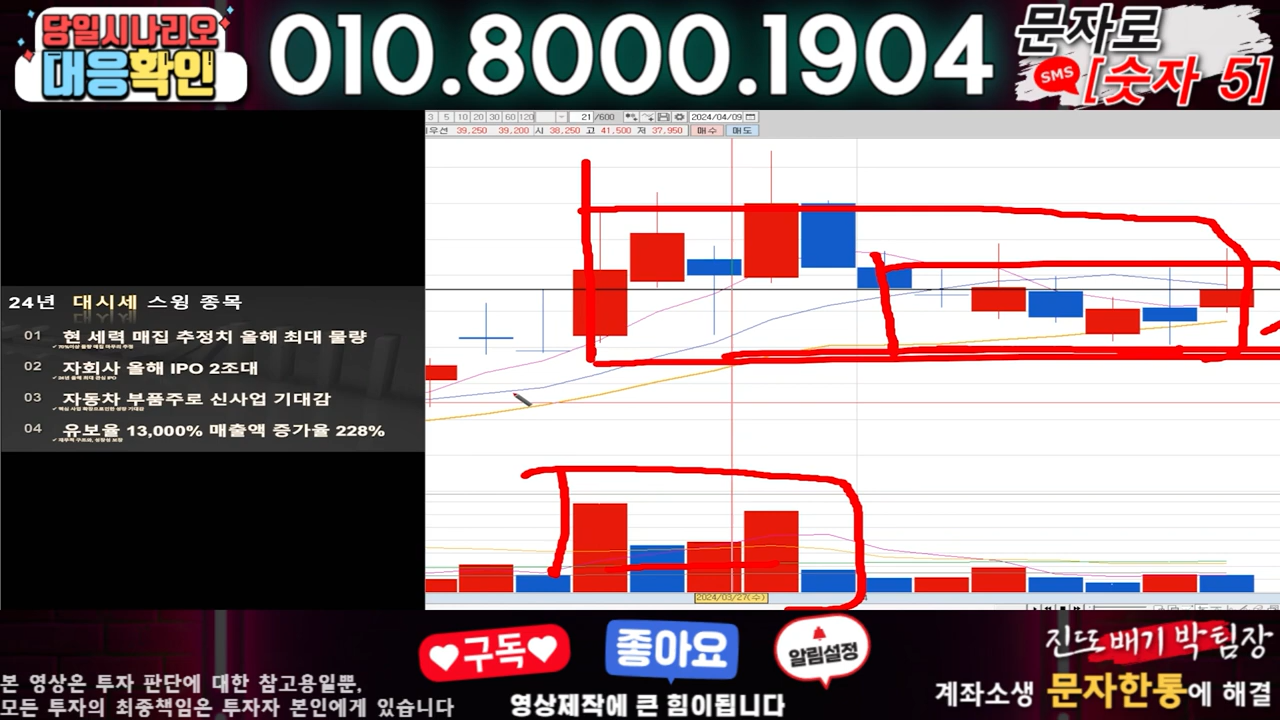 당일시나리오
대응확인
010.8000.1904
문자로
SMS
[숫자 5]
3 5 10 20 30 60 120 21 /600 2024/04/09
우선 39,250 39,200 시 38,250 고 41,500 저 37,950 매수 매도
24년 대시세 스윙 종목
01 현 세력 매집 추정치 올해 최대 물량
02 자회사 올해 IPO 2조대
03 자동차 부품주로 신사업 기대감
04 유보율 13,000% 매출액 증가율 228%
2024/03/27(수)
구독
좋아요
알림설정
영상제작에 큰 힘이됩니다
본 영상은 투자 판단에 대한 참고용일뿐,
모든 투자의 최종책임은 투자자 본인에게 있습니다
진또배기 박팀장
계좌소생 문자한통에 해결